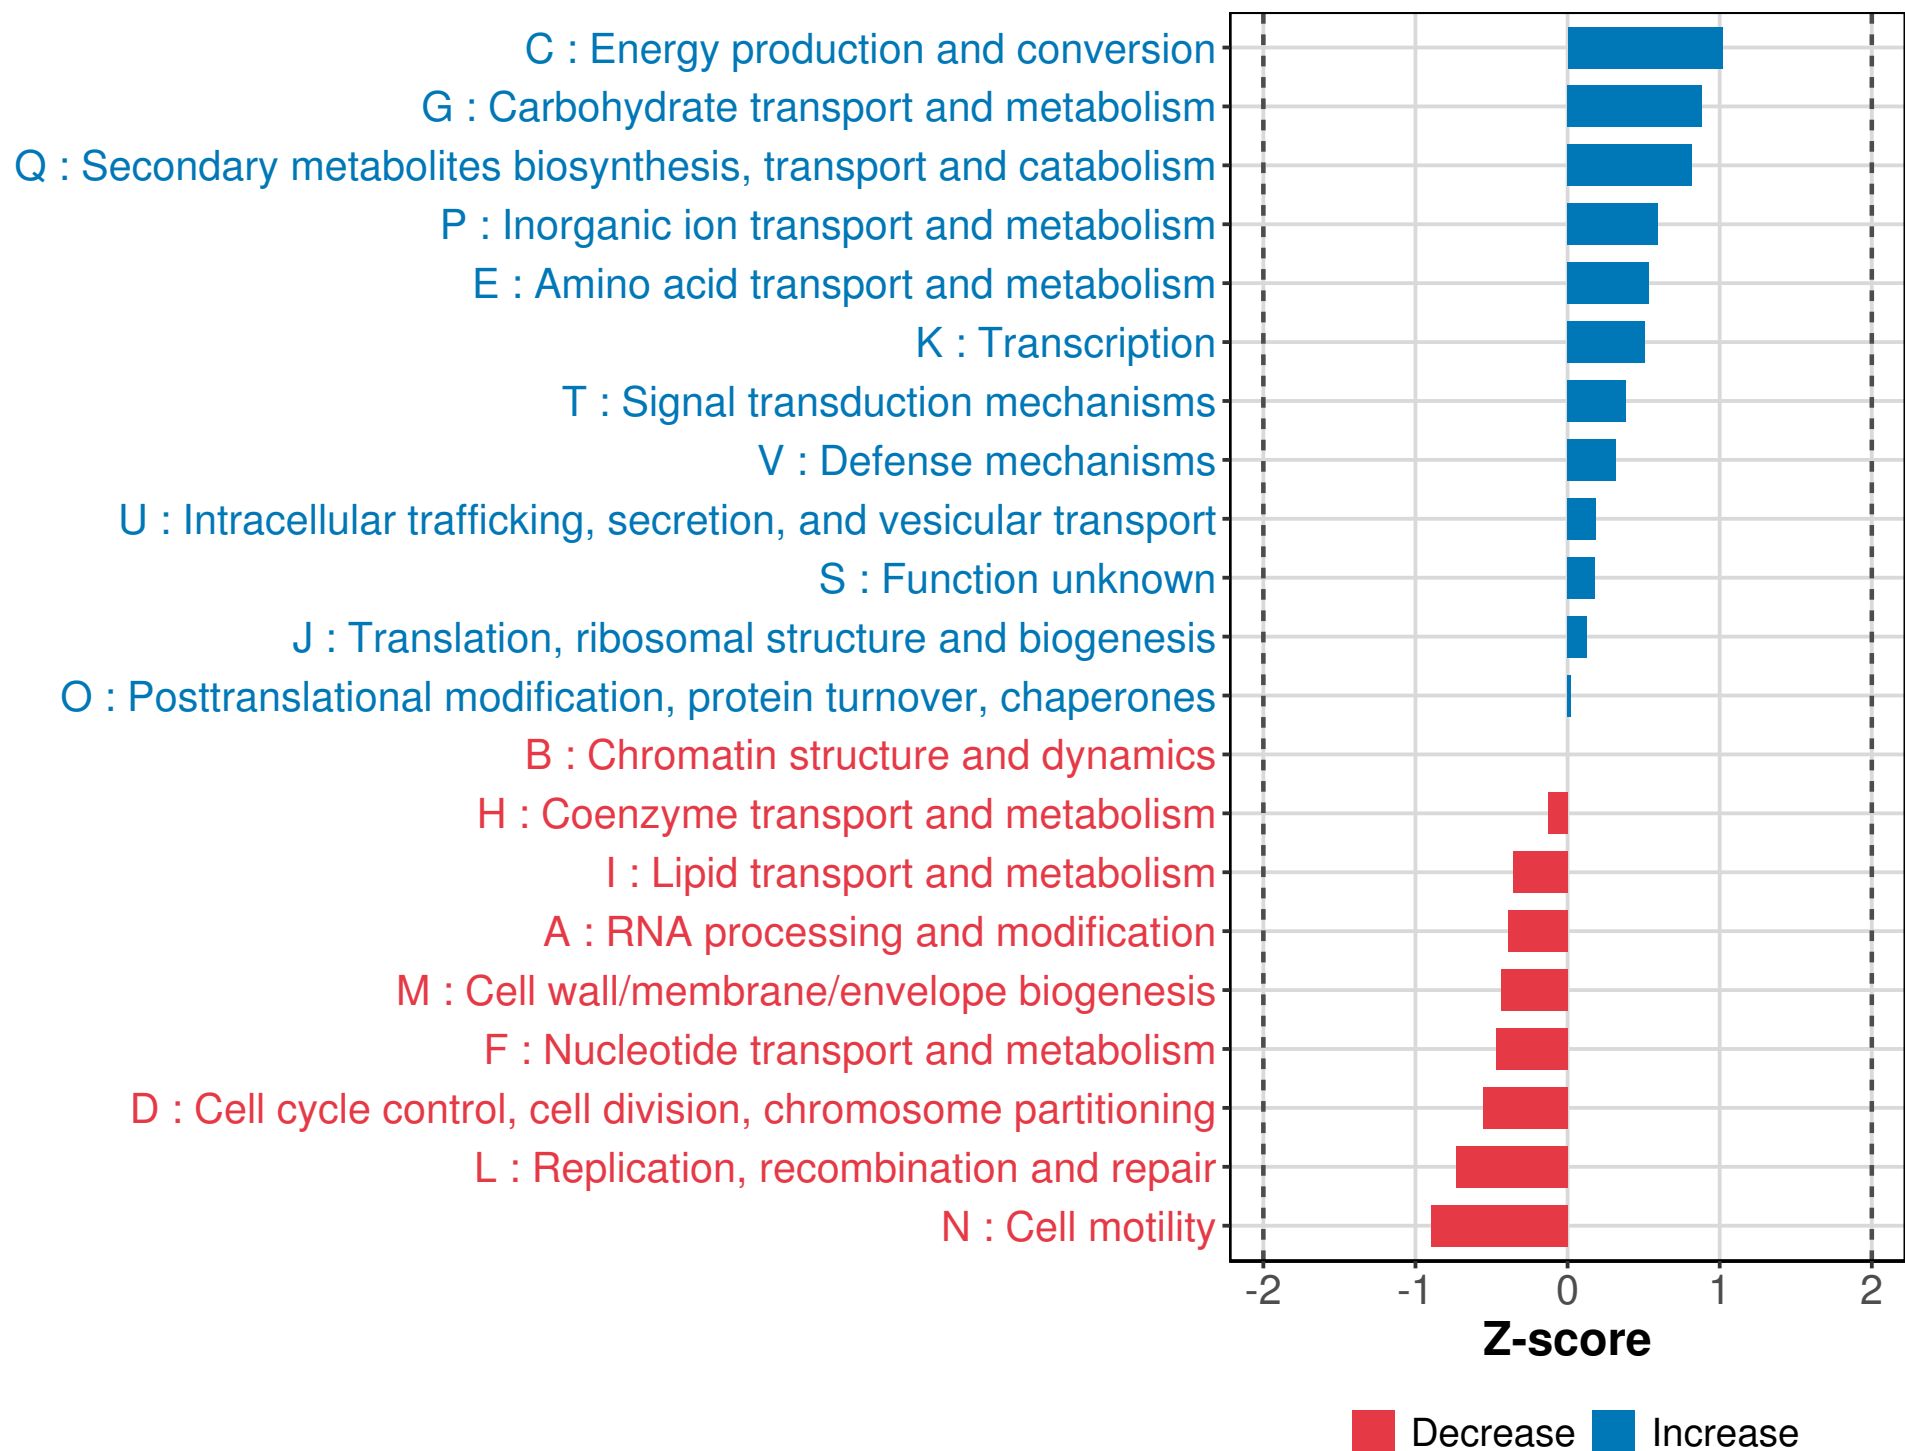 C : Energy production and conversion
G : Carbohydrate transport and metabolism
Q : Secondary metabolites biosynthesis, transport and catabolism
P : Inorganic ion transport and metabolism
E : Amino acid transport and metabolism
K : Transcription
T : Signal transduction mechanisms
V : Defense mechanisms
U : Intracellular trafficking, secretion, and vesicular transport
S : Function unknown
J : Translation, ribosomal structure and biogenesis
O : Posttranslational modification, protein turnover, chaperones
B : Chromatin structure and dynamics
H : Coenzyme transport and metabolism
I : Lipid transport and metabolism
A : RNA processing and modification
M : Cell wall/membrane/envelope biogenesis
F : Nucleotide transport and metabolism
D : Cell cycle control, cell division, chromosome partitioning
L : Replication, recombination and repair
N : Cell motility
-2 -1 0 1 2
Z-score
Decrease Increase